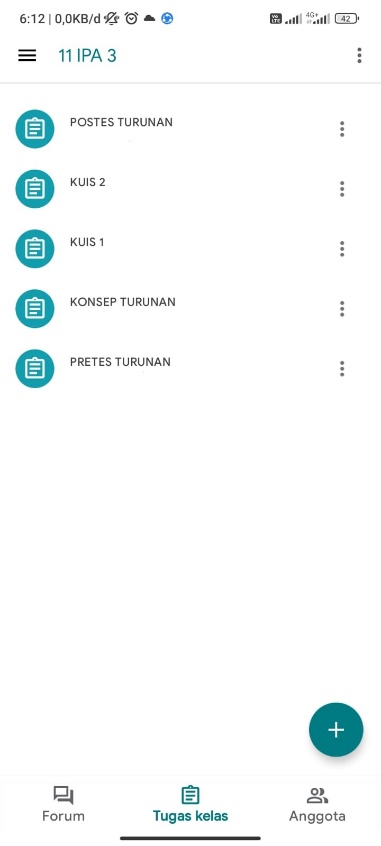 6:12 | 0,0KB/d
4G+
42
11 IPA 3
POSTES TURUNAN
KUIS 2
KUIS 1
KONSEP TURUNAN
PRETES TURUNAN
Forum
Tugas kelas
Anggota